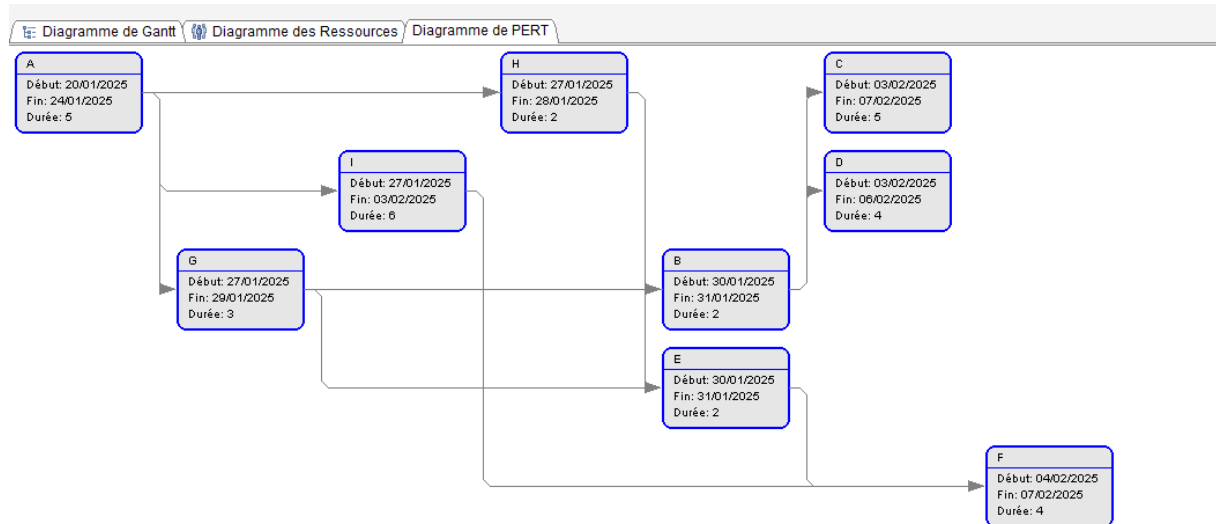 Diagramme de Gantt
Diagramme des Ressources
Diagramme de PERT
A
Début: 20/01/2025
Fin: 24/01/2025
Durée: 5
H
Début: 27/01/2025
Fin: 28/01/2025
Durée: 2
C
Début: 03/02/2025
Fin: 07/02/2025
Durée: 5
I
Début: 27/01/2025
Fin: 03/02/2025
Durée: 6
D
Début: 03/02/2025
Fin: 06/02/2025
Durée: 4
G
Début: 27/01/2025
Fin: 29/01/2025
Durée: 3
B
Début: 30/01/2025
Fin: 31/01/2025
Durée: 2
E
Début: 30/01/2025
Fin: 31/01/2025
Durée: 2
F
Début: 04/02/2025
Fin: 07/02/2025
Durée: 4